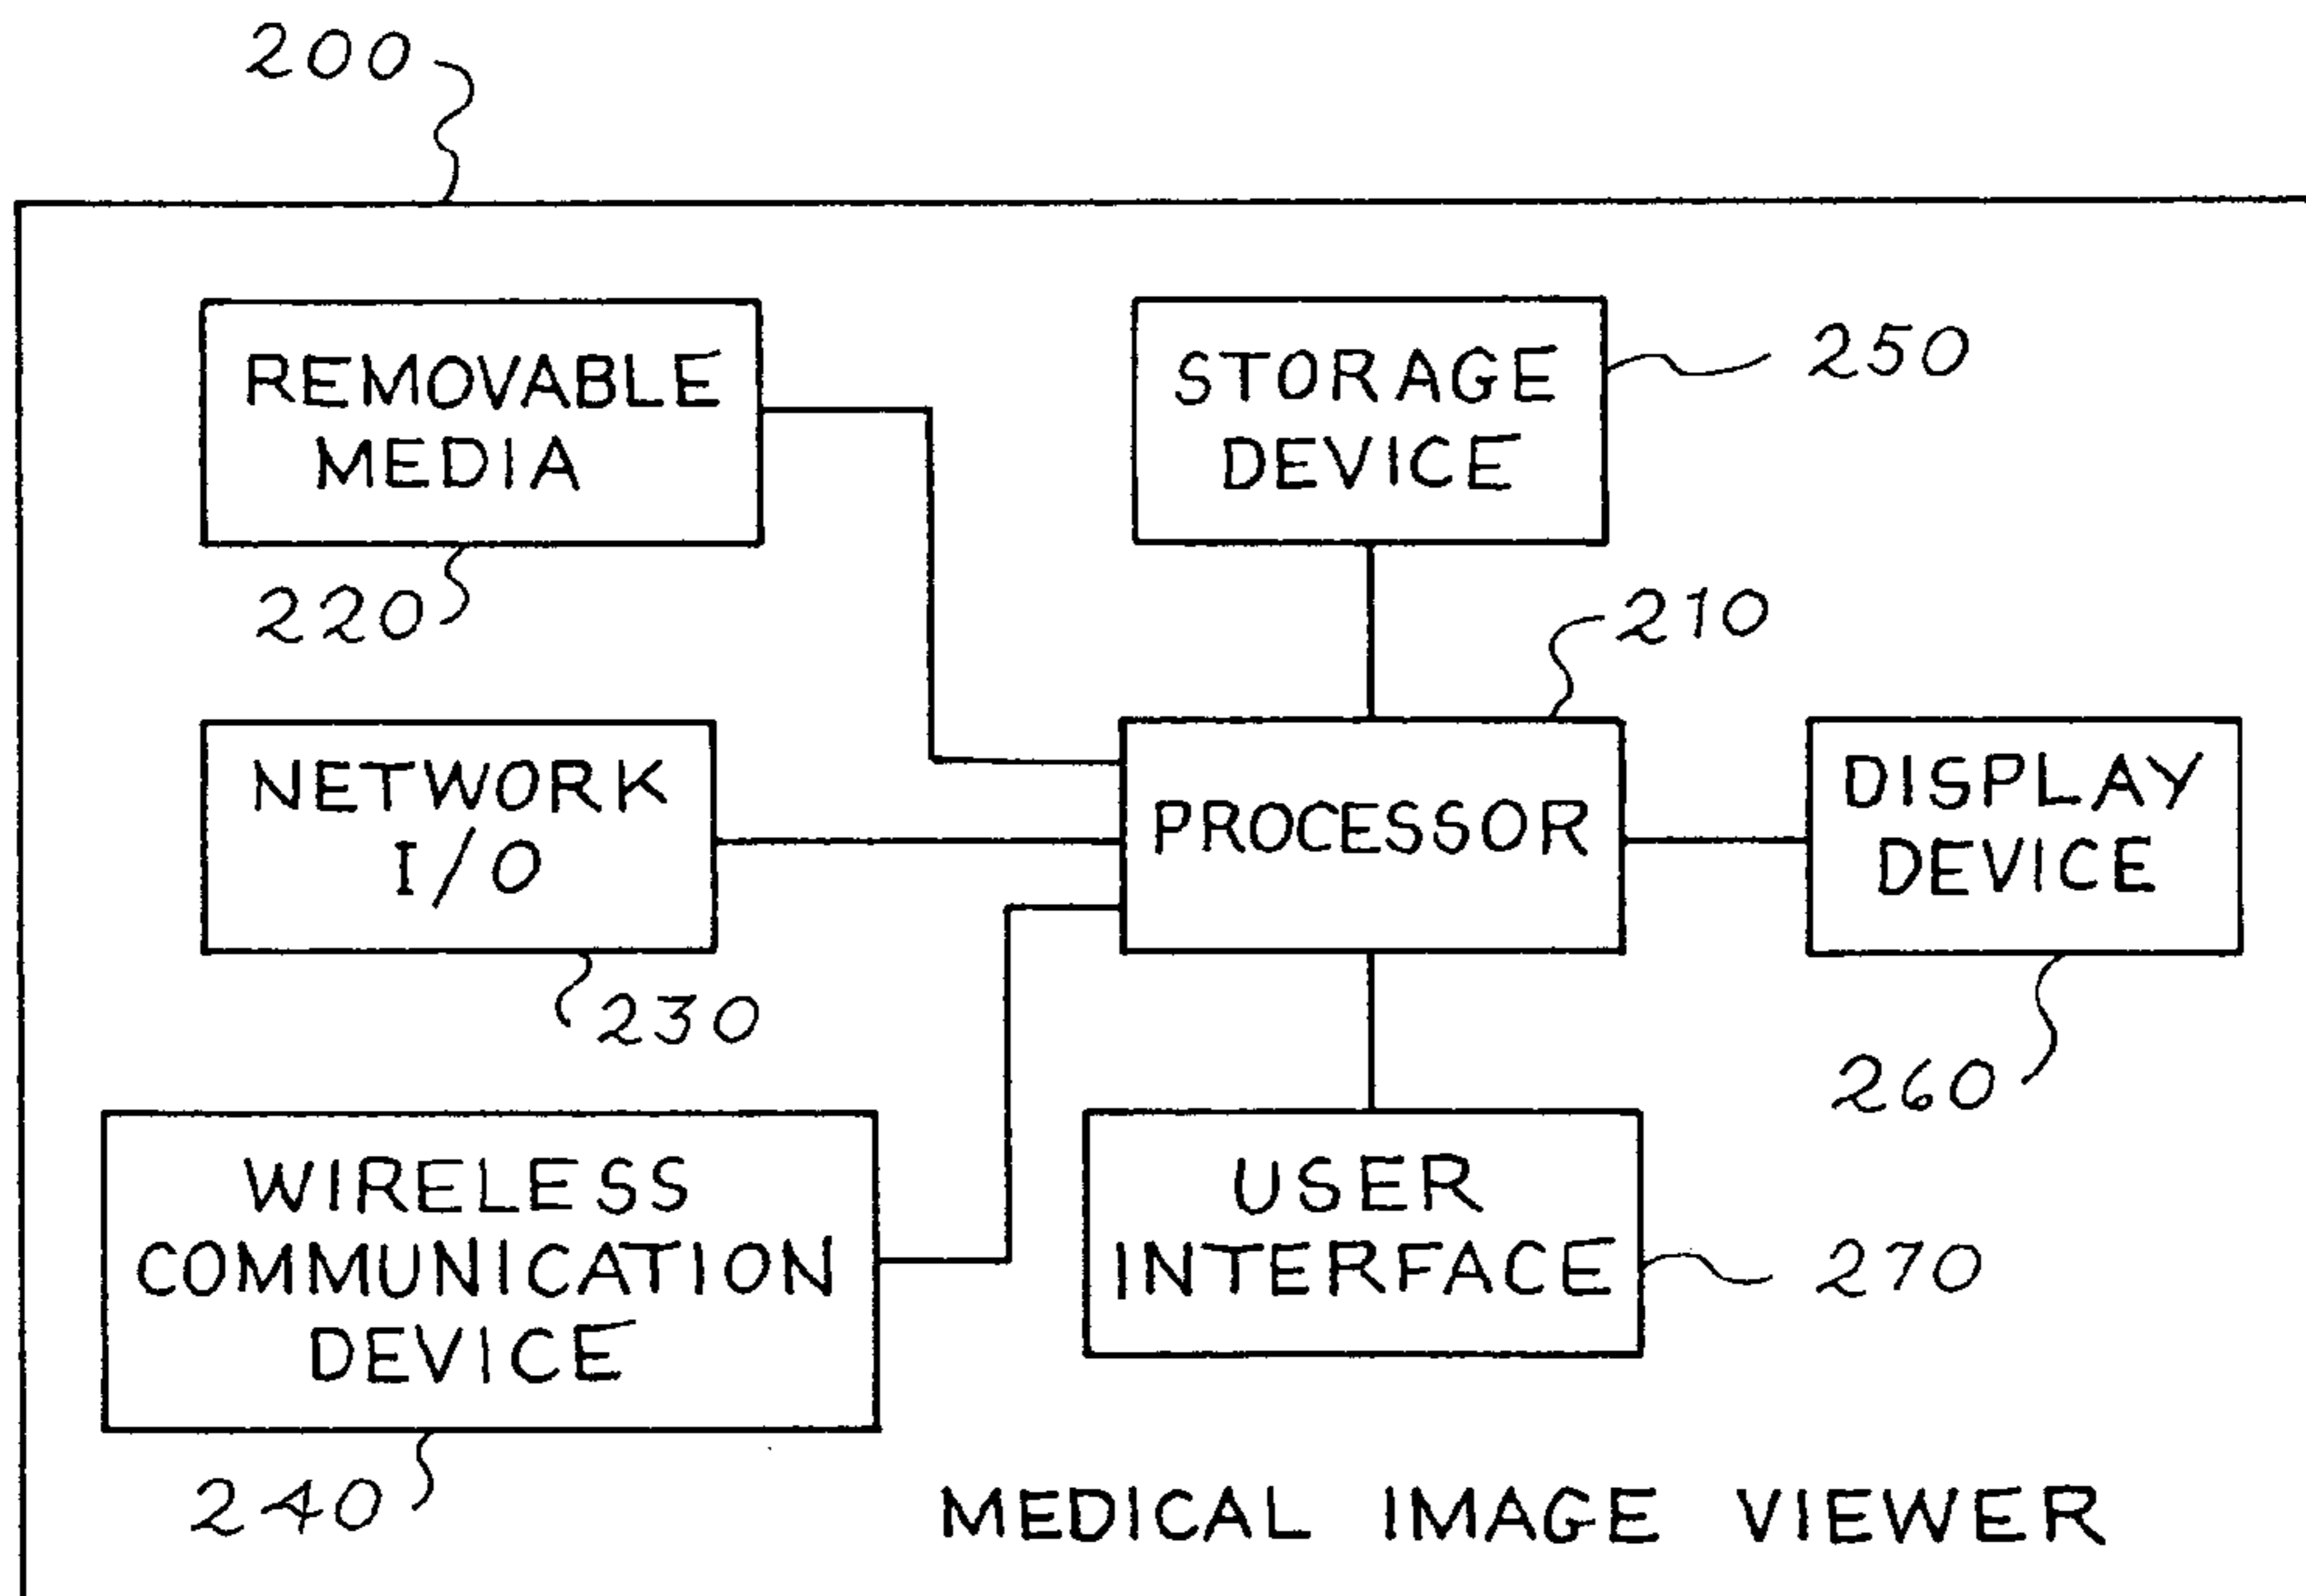 200
REMOVABLE
MEDIA
220
STORAGE
DEVICE
250
210
NETWORK
I/O
230
PROCESSOR
DISPLAY
DEVICE
260
WIRELESS
COMMUNICATION
DEVICE
240
USER
INTERFACE
270
MEDICAL IMAGE VIEWER